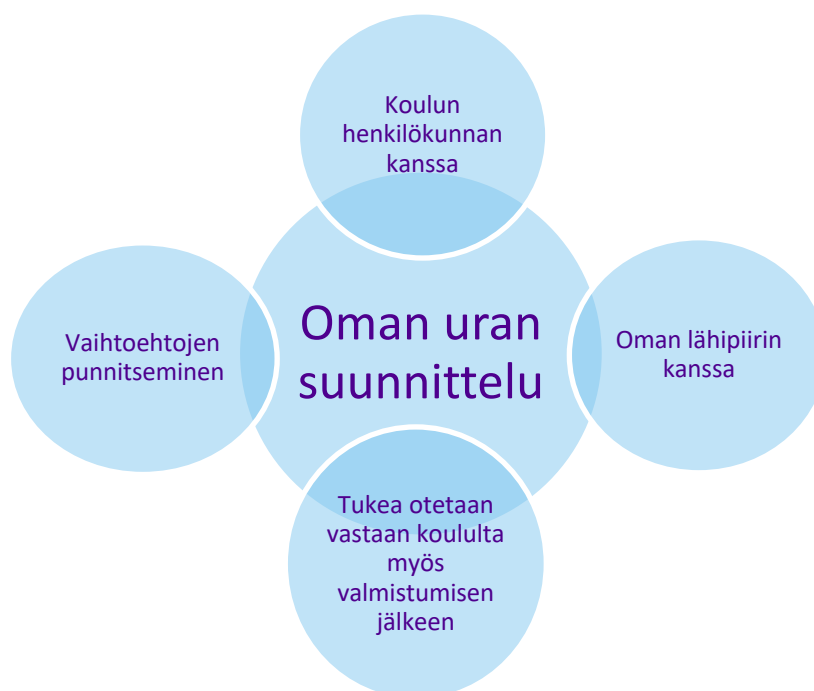 Koulun
henkilökunnan
kanssa
Vaihtoehtojen
punnitseminen
Oman uran
suunnittelu
Oman lähipiirin
kanssa
Tukea otetaan
vastaan koululta
myös
valmistumisen
jälkeen